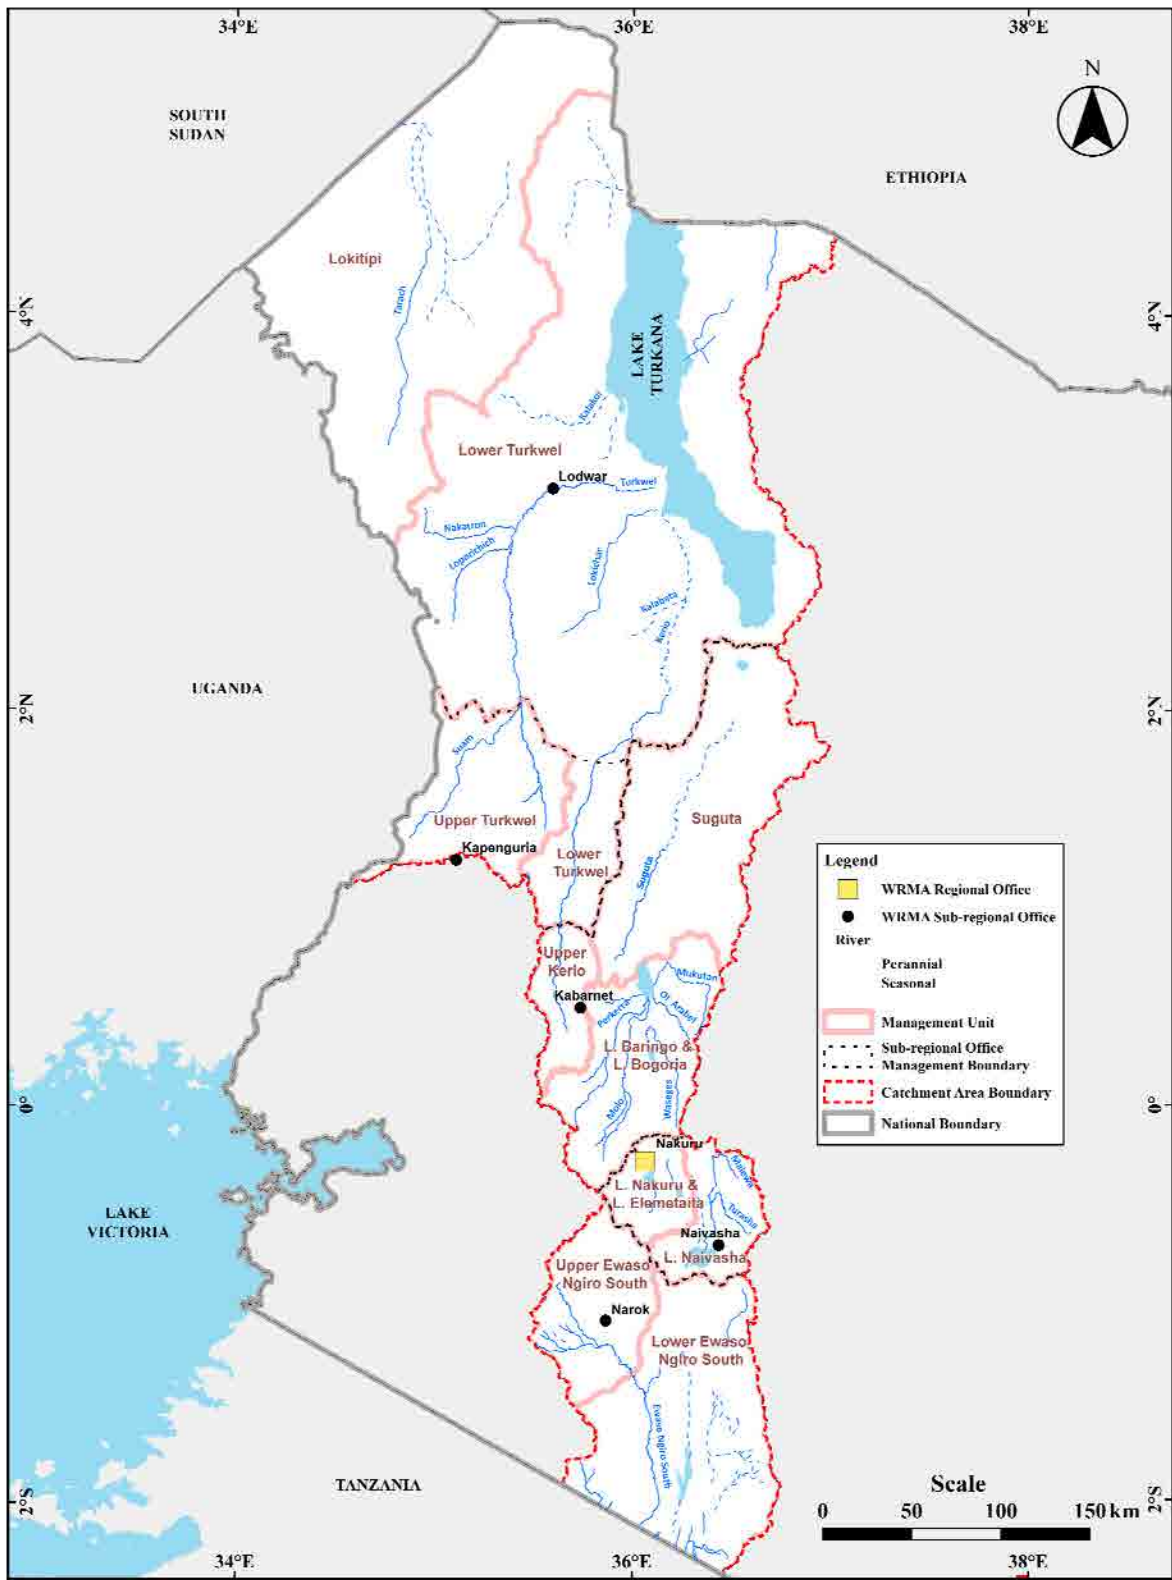 34°E
36°E
38°E
N
SOUTH
SUDAN
ETHIOPIA
Lokitipi
Tarach
4°N
4°N
LAKE
TURKANA
Kalakol
Lower Turkwel
Lodwar
Turkwel
Nakatron
Logorichich
Lokichar
Kalabata
Kerio
UGANDA
2°N
2°N
Suam
Upper Turkwel
Suguta
Kapenguria
Lower
Turkwel
Suguta
Legend
WRMA Regional Office
WRMA Sub-regional Office
River
Perannial
Seasonal
Management Unit
Sub-regional Office
Management Boundary
Catchment Area Boundary
National Boundary
Upper
Kerio
Mukutan
Kabarnet
Perkerra
Ol Arabel
L. Baringo &
L. Bogoria
Molo
Waseges
0°
0°
Nakuru
Malewa
L. Nakuru &
L. Elemetaita
Turasha
LAKE
VICTORIA
Naivasha
L. Naivasha
Upper Ewaso
Ngiro South
Narok
Lower Ewaso
Ngiro South
Ewaso Ngiro South
TANZANIA
Scale
0 50 100 150 km
2°S
2°S
34°E
36°E
38°E